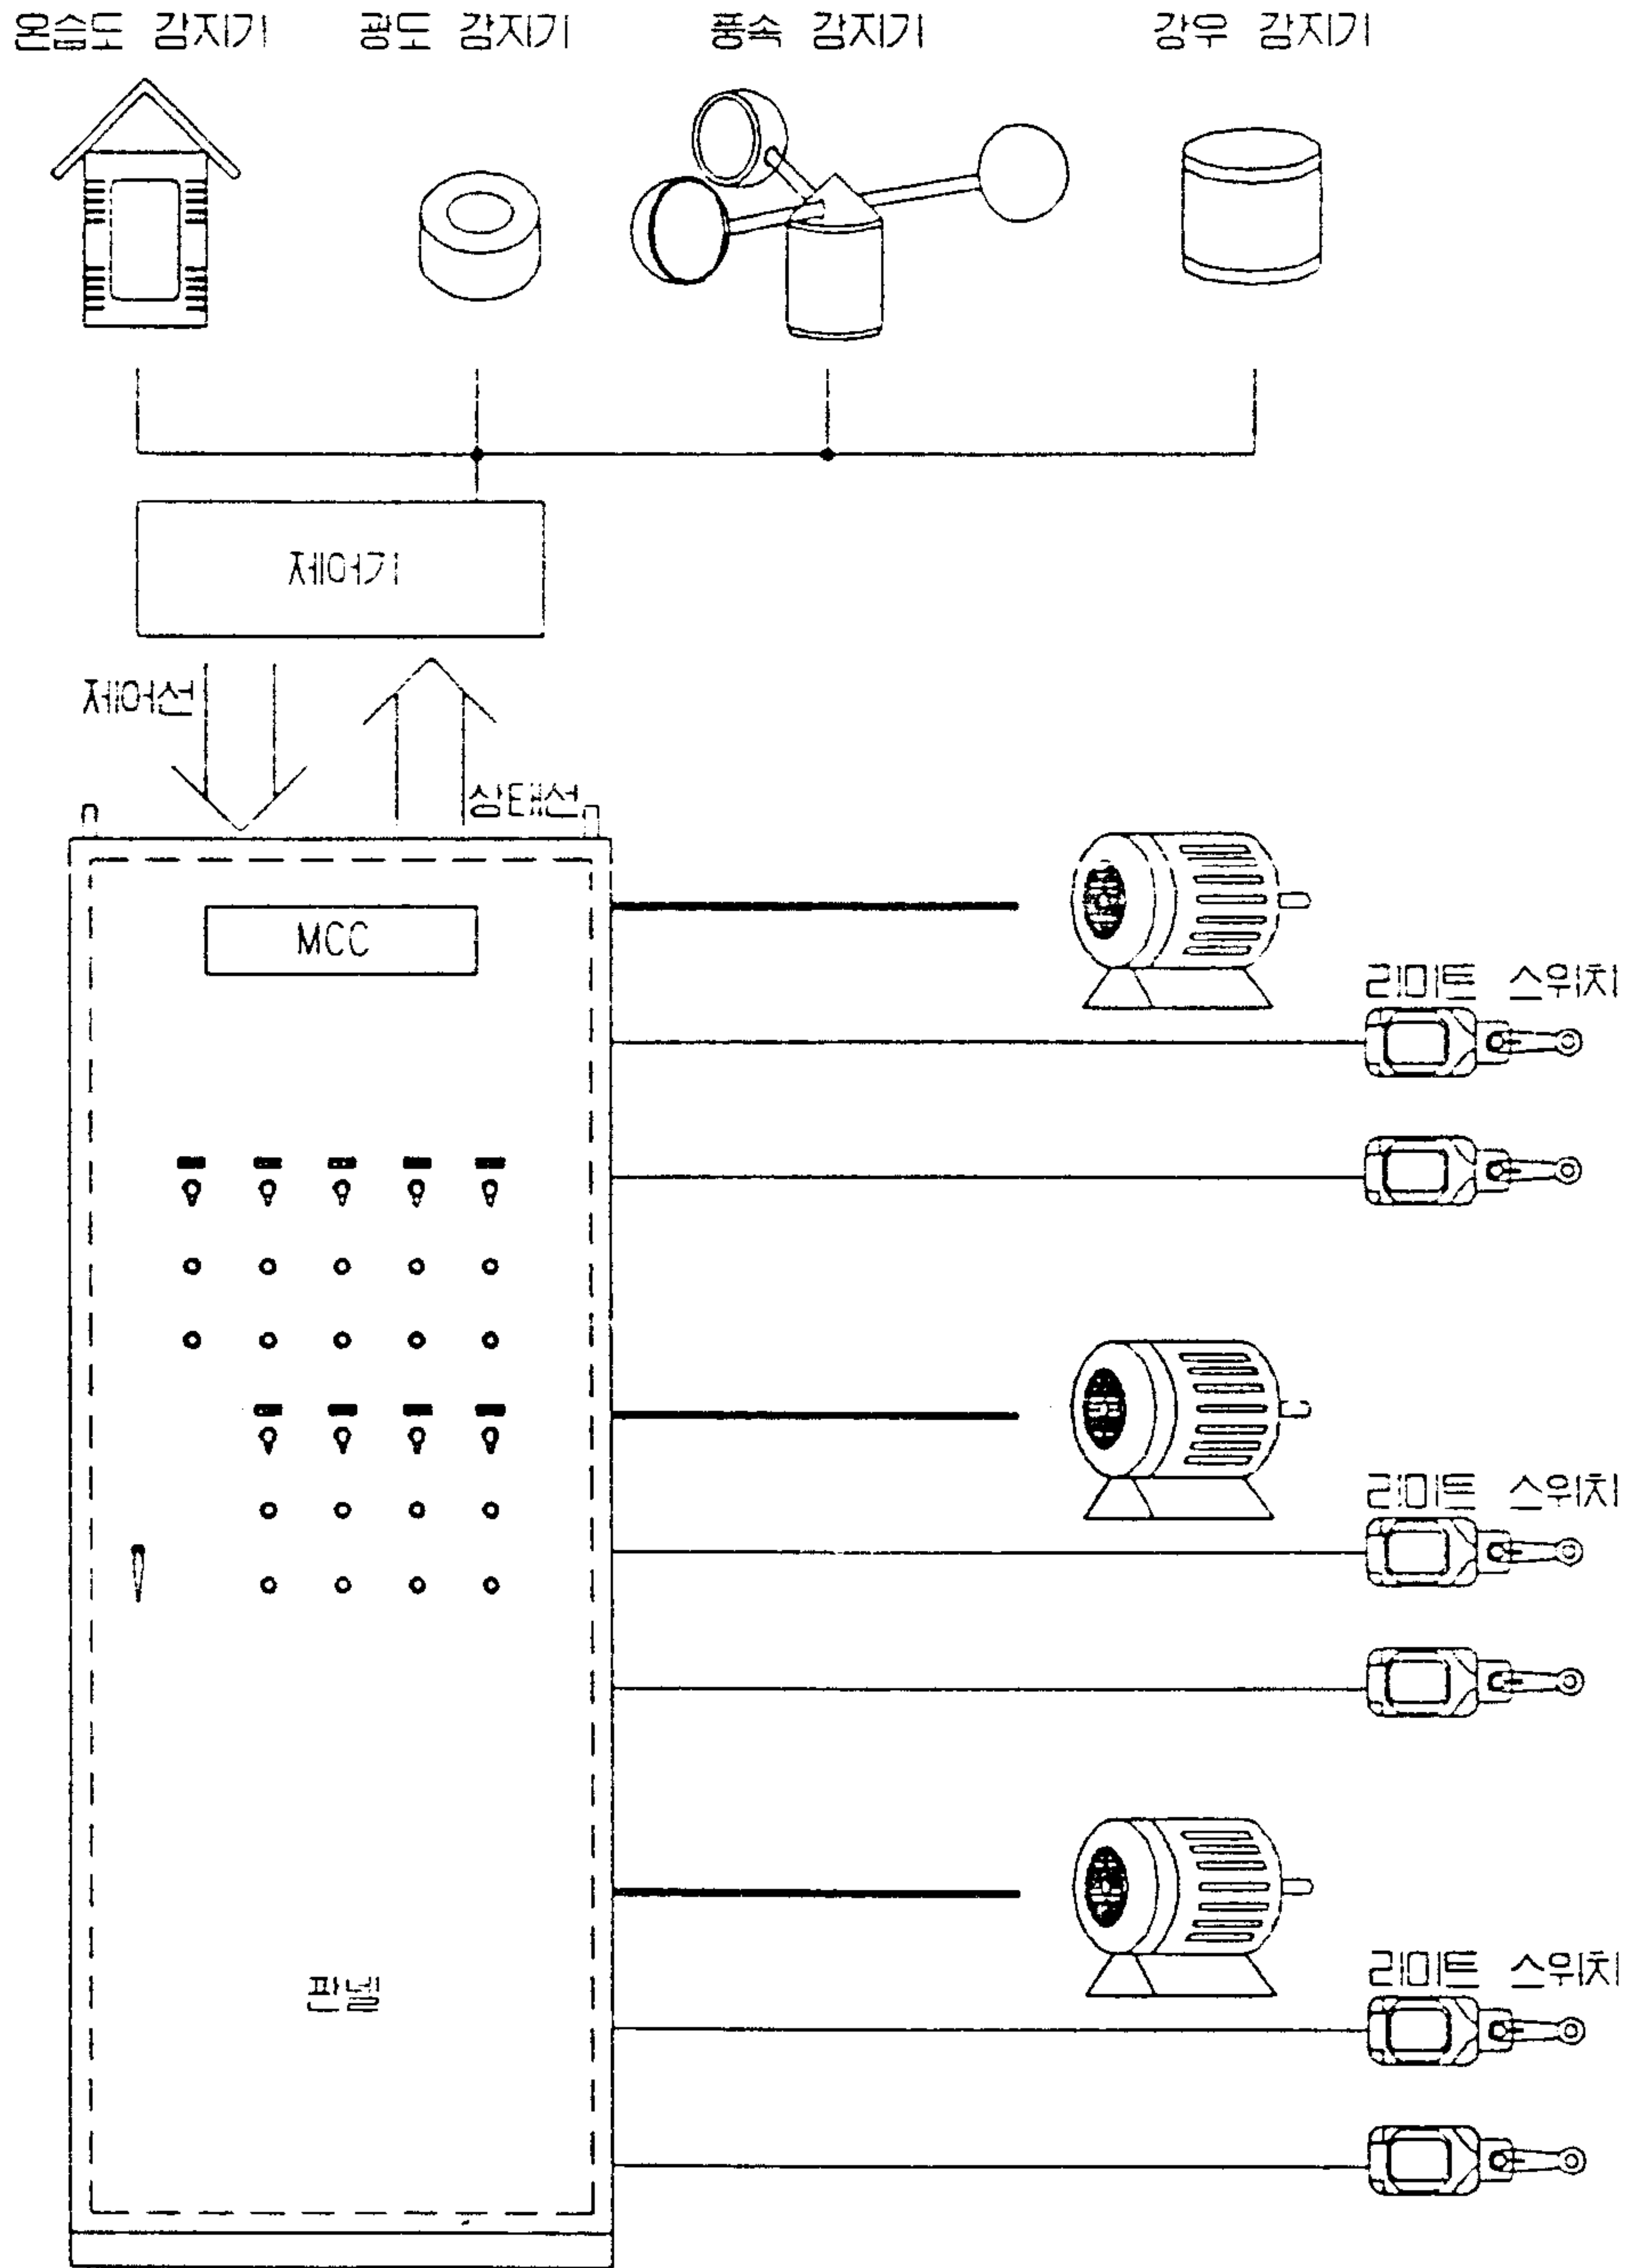 온습도 감지기 광도 감지기 풍속 감지기 강우 감지기
제어기
제어선
상태선
MCC
리미트 스위치
리미트 스위치
판넬
리미트 스위치